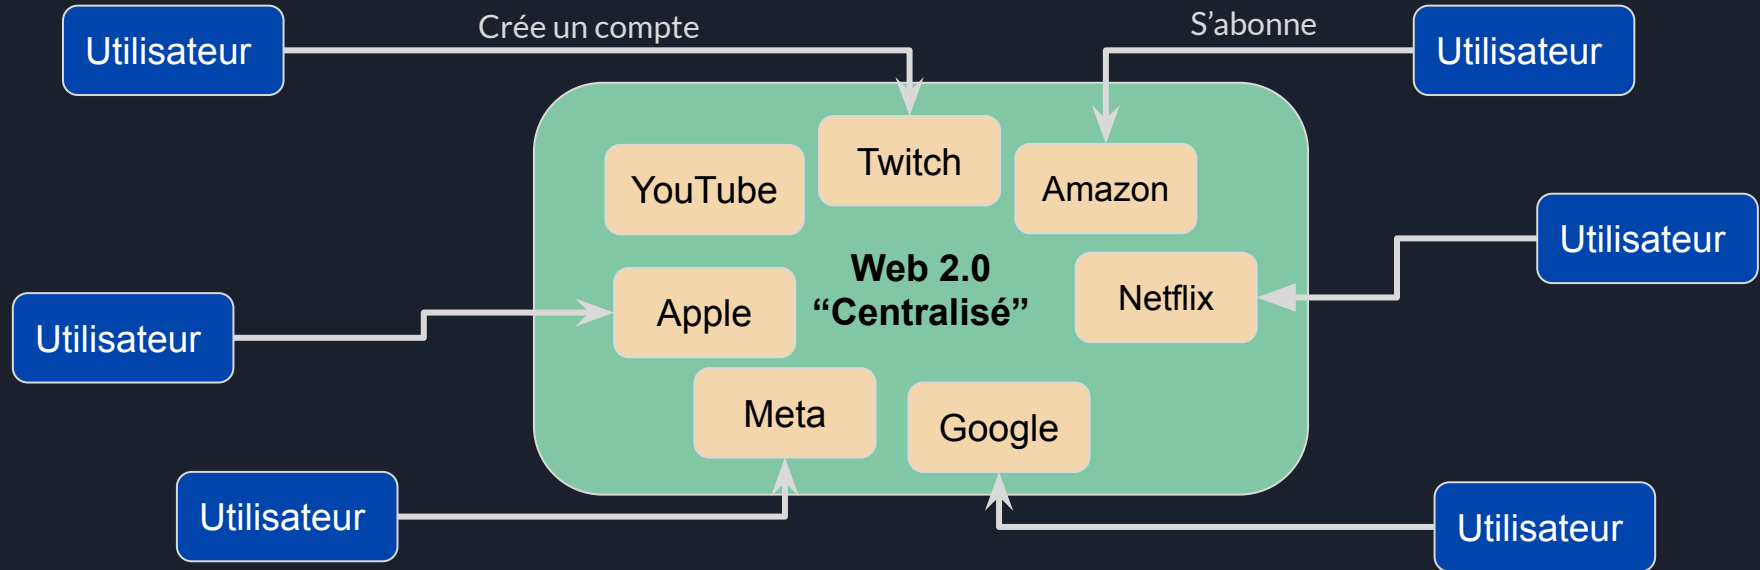 Utilisateur
Crée un compte
S’abonne
Utilisateur
YouTube
Twitch
Amazon
Utilisateur
Web 2.0
“Centralisé”
Netflix
Utilisateur
Apple
Meta
Google
Utilisateur
Utilisateur